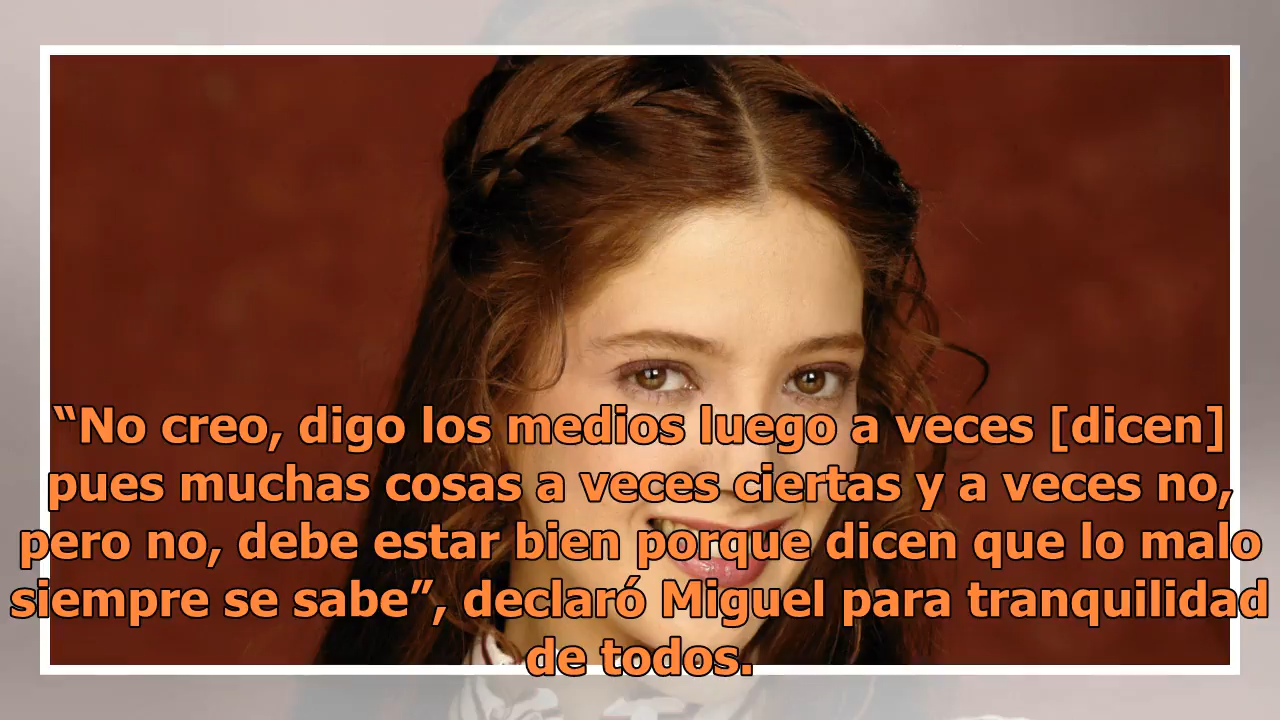 “No creo, digo los medios luego a veces [dicen]
pues muchas cosas a veces ciertas y a veces no,
pero no, debe estar bien porque dicen que lo malo
siempre se sabe”, declaró Miguel para tranquilidad
de todos.